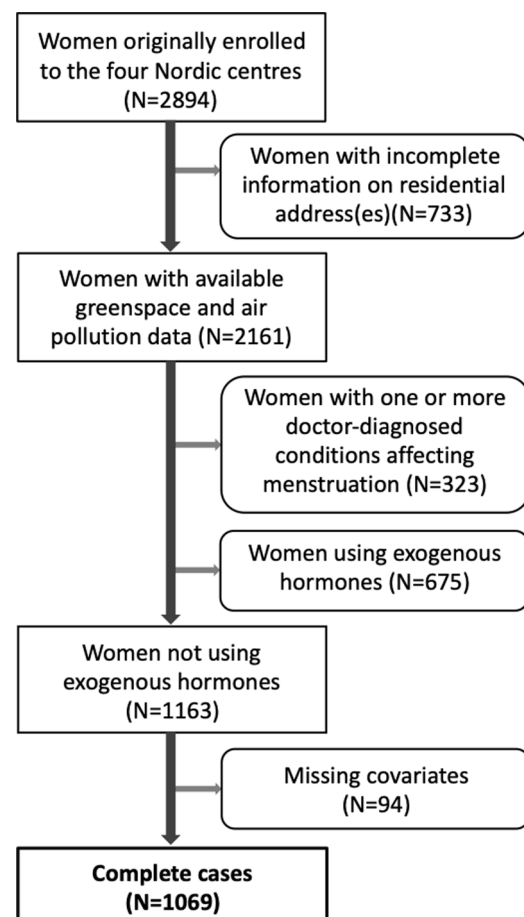 Women originally enrolled
to the four Nordic centres
(N=2894)
Women with incomplete
information on residential
address(es)(N=733)
Women with available
greenspace and air
pollution data (N=2161)
Women with one or more
doctor-diagnosed
conditions affecting
menstruation (N=323)
Women using exogenous
hormones (N=675)
Women not using
exogenous hormones
(N=1163)
Missing covariates
(N=94)
Complete cases
(N=1069)